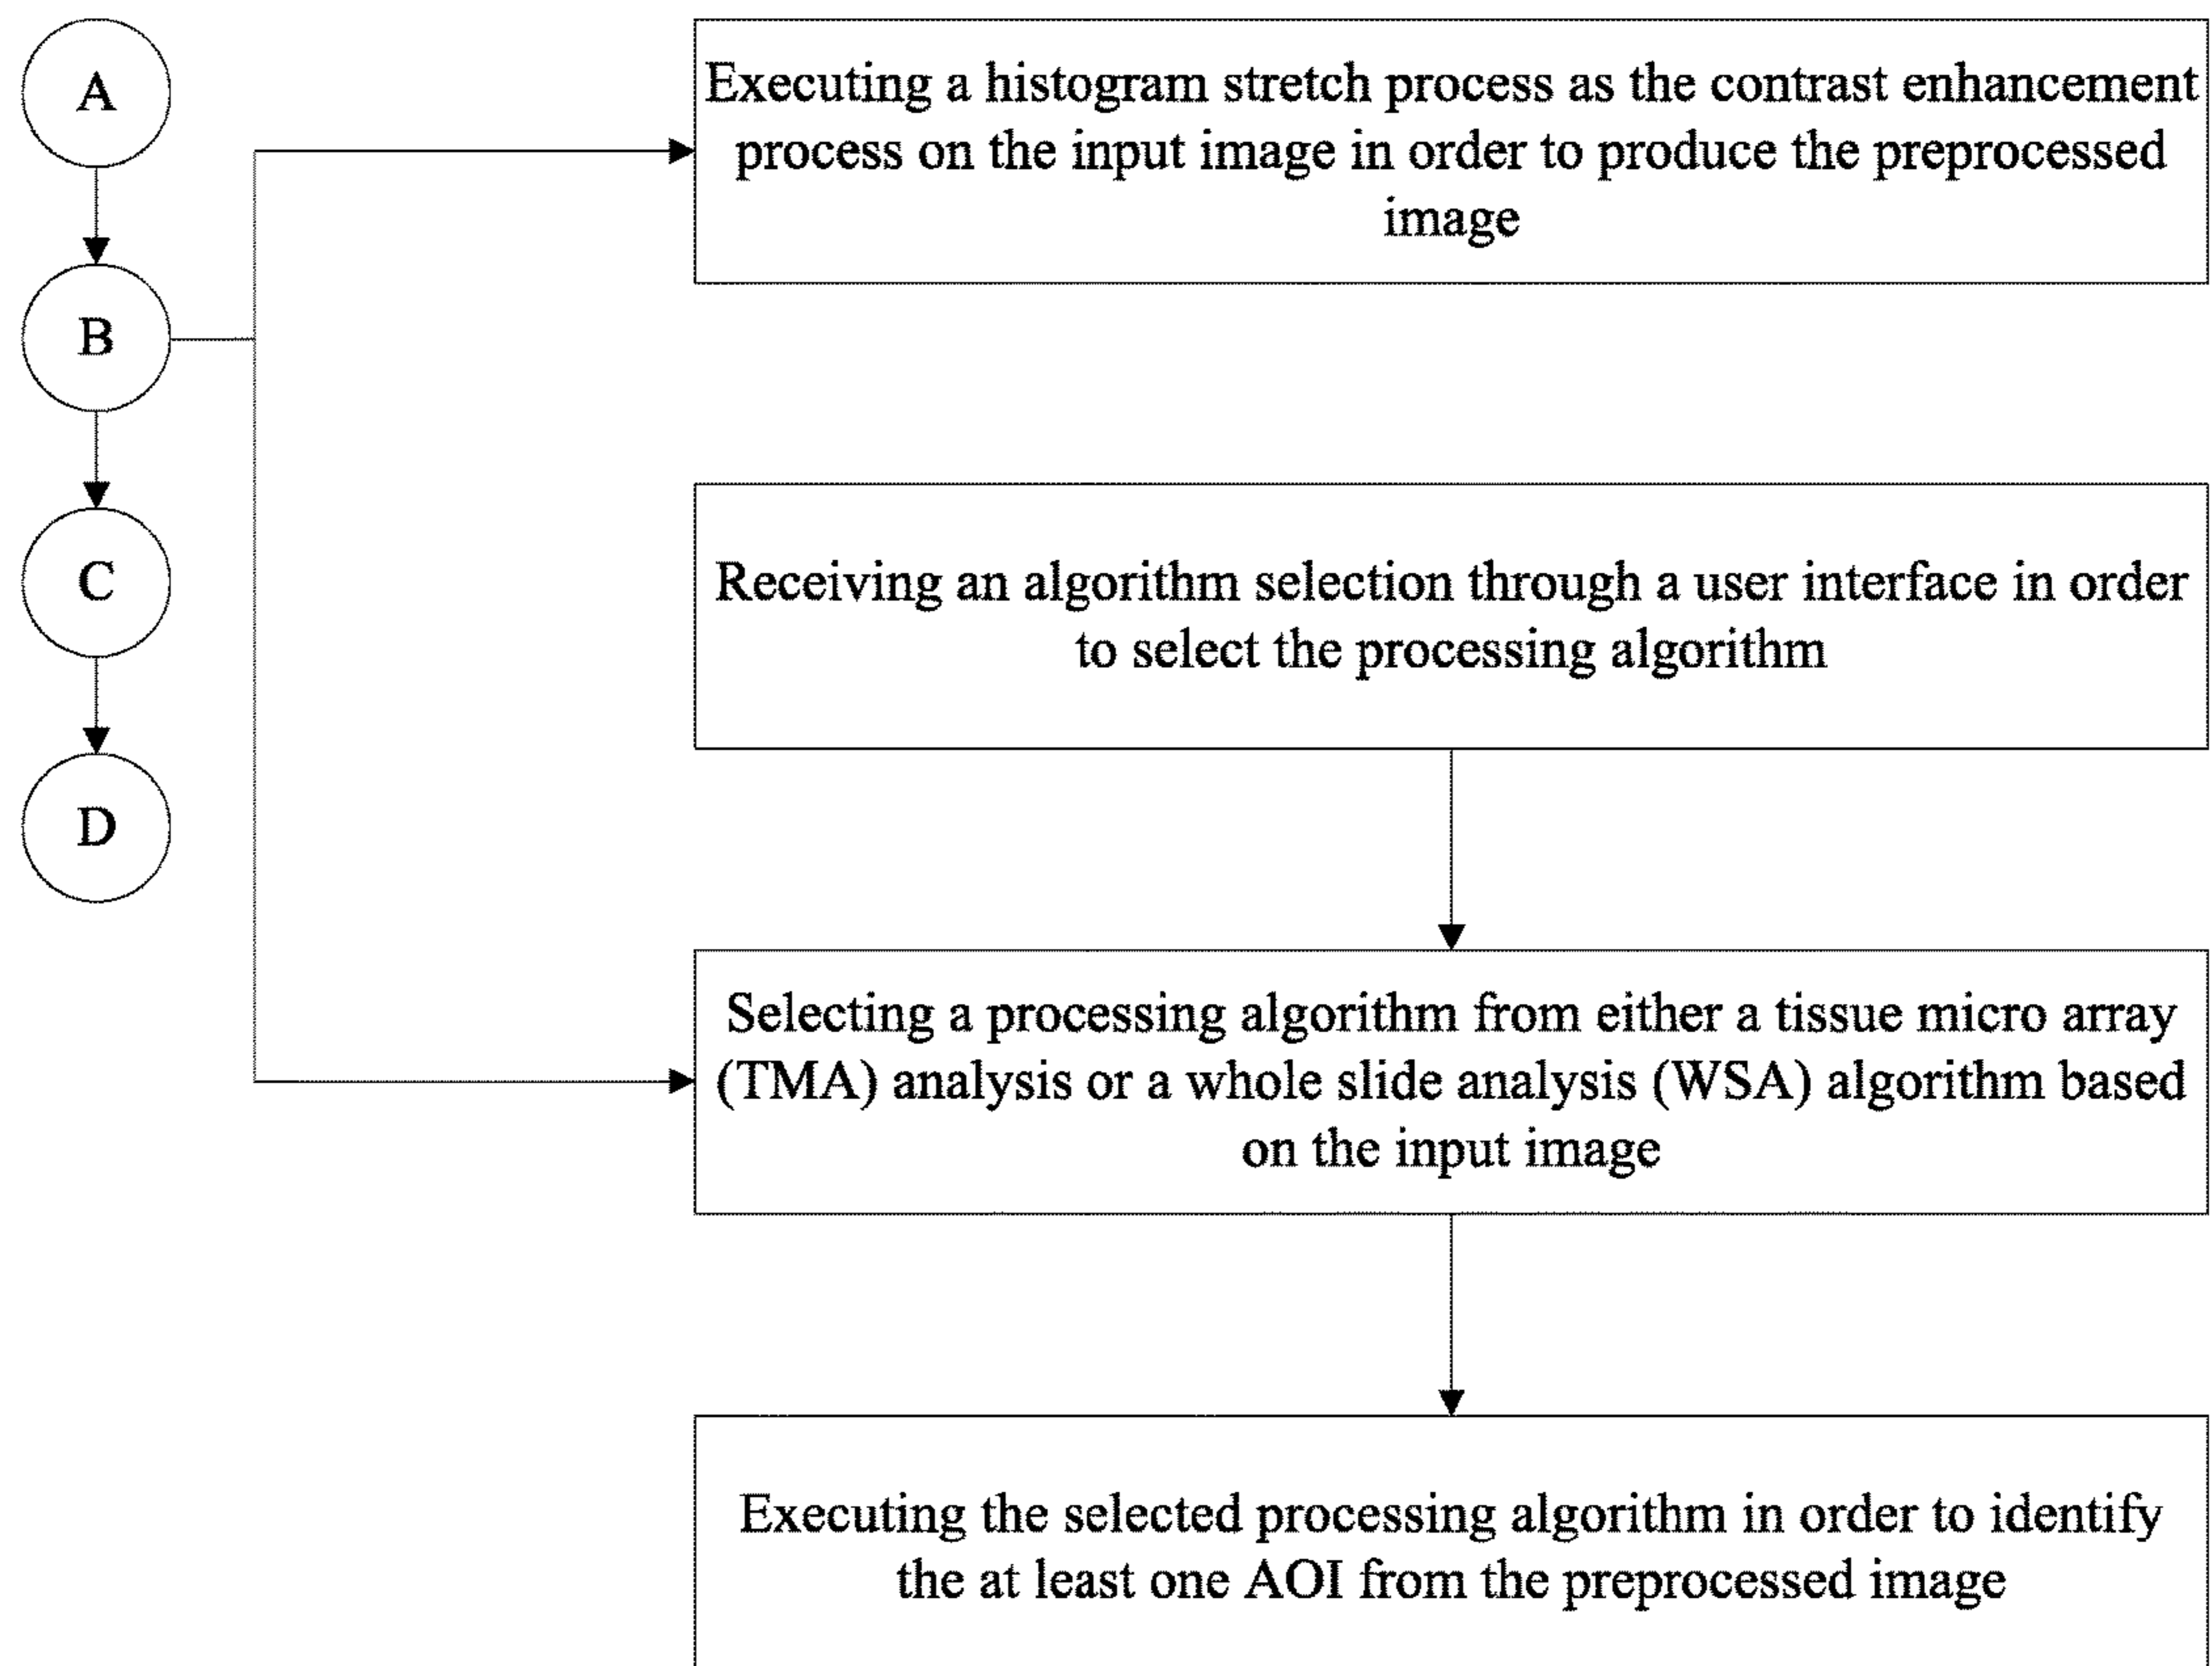 A
B
C
D
Executing a histogram stretch process as the contrast enhancement
process on the input image in order to produce the preprocessed
image
Receiving an algorithm selection through a user interface in order
to select the processing algorithm
Selecting a processing algorithm from either a tissue micro array
(TMA) analysis or a whole slide analysis (WSA) algorithm based
on the input image
Executing the selected processing algorithm in order to identify
the at least one AOI from the preprocessed image